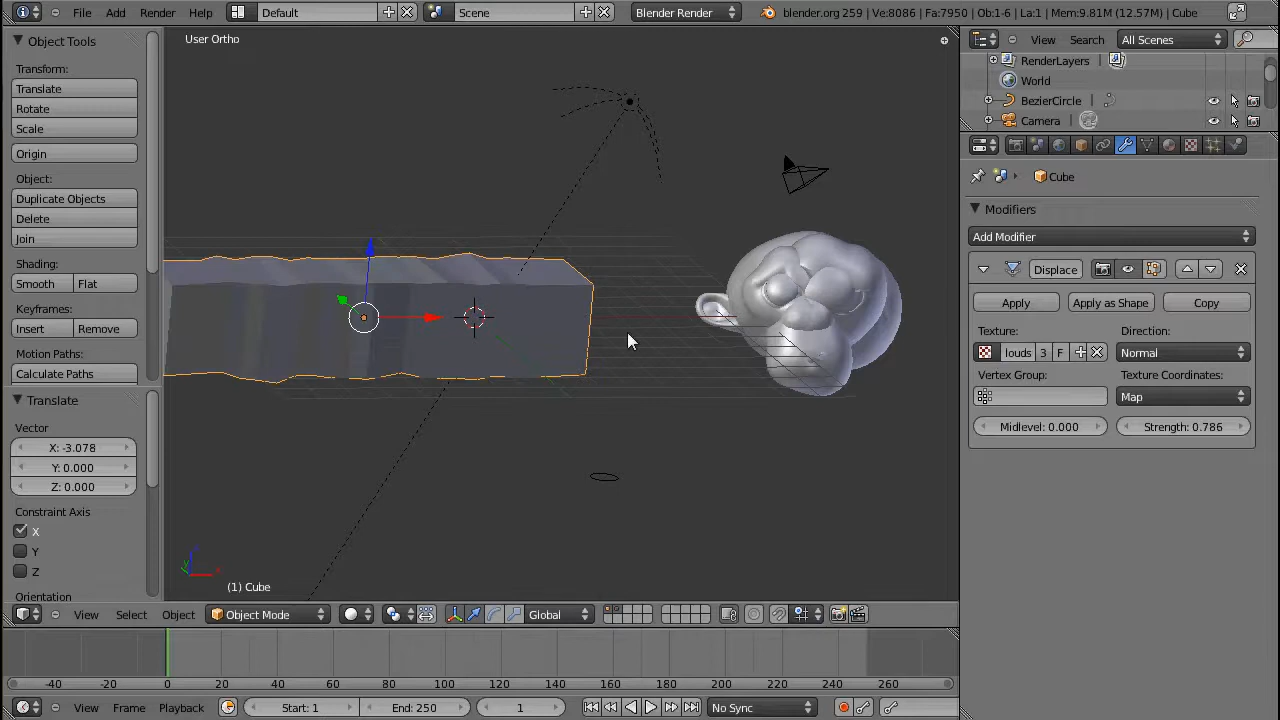 File Add Render Help Default Scene Blender Render blender.org 259 | Ve:8086 | Fa:7950 | Ob:1-6 | La:1 | Mem:9.81M (12.57M) | Cube
Object Tools
Transform:
Translate
Rotate
Scale
Origin
Object:
Duplicate Objects
Delete
Join
Shading:
Smooth Flat
Keyframes:
Insert Remove
Motion Paths:
Calculate Paths
Translate
Vector
X: -3.078
Y: 0.000
Z: 0.000
Constraint Axis
X
Y
Z
Orientation
User Ortho
(1) Cube
View Select Object Object Mode Global
View Search All Scenes
RenderLayers
World
BezierCircle
Camera
Cube
Modifiers
Add Modifier
Displace
Apply Apply as Shape Copy
Texture: Direction:
louds 3 F Normal
Vertex Group: Texture Coordinates:
Map
Midlevel: 0.000 Strength: 0.786
-40 -20 0 20 40 60 80 100 120 140 160 180 200 220 240 260
View Frame Playback Start: 1 End: 250 1 No Sync